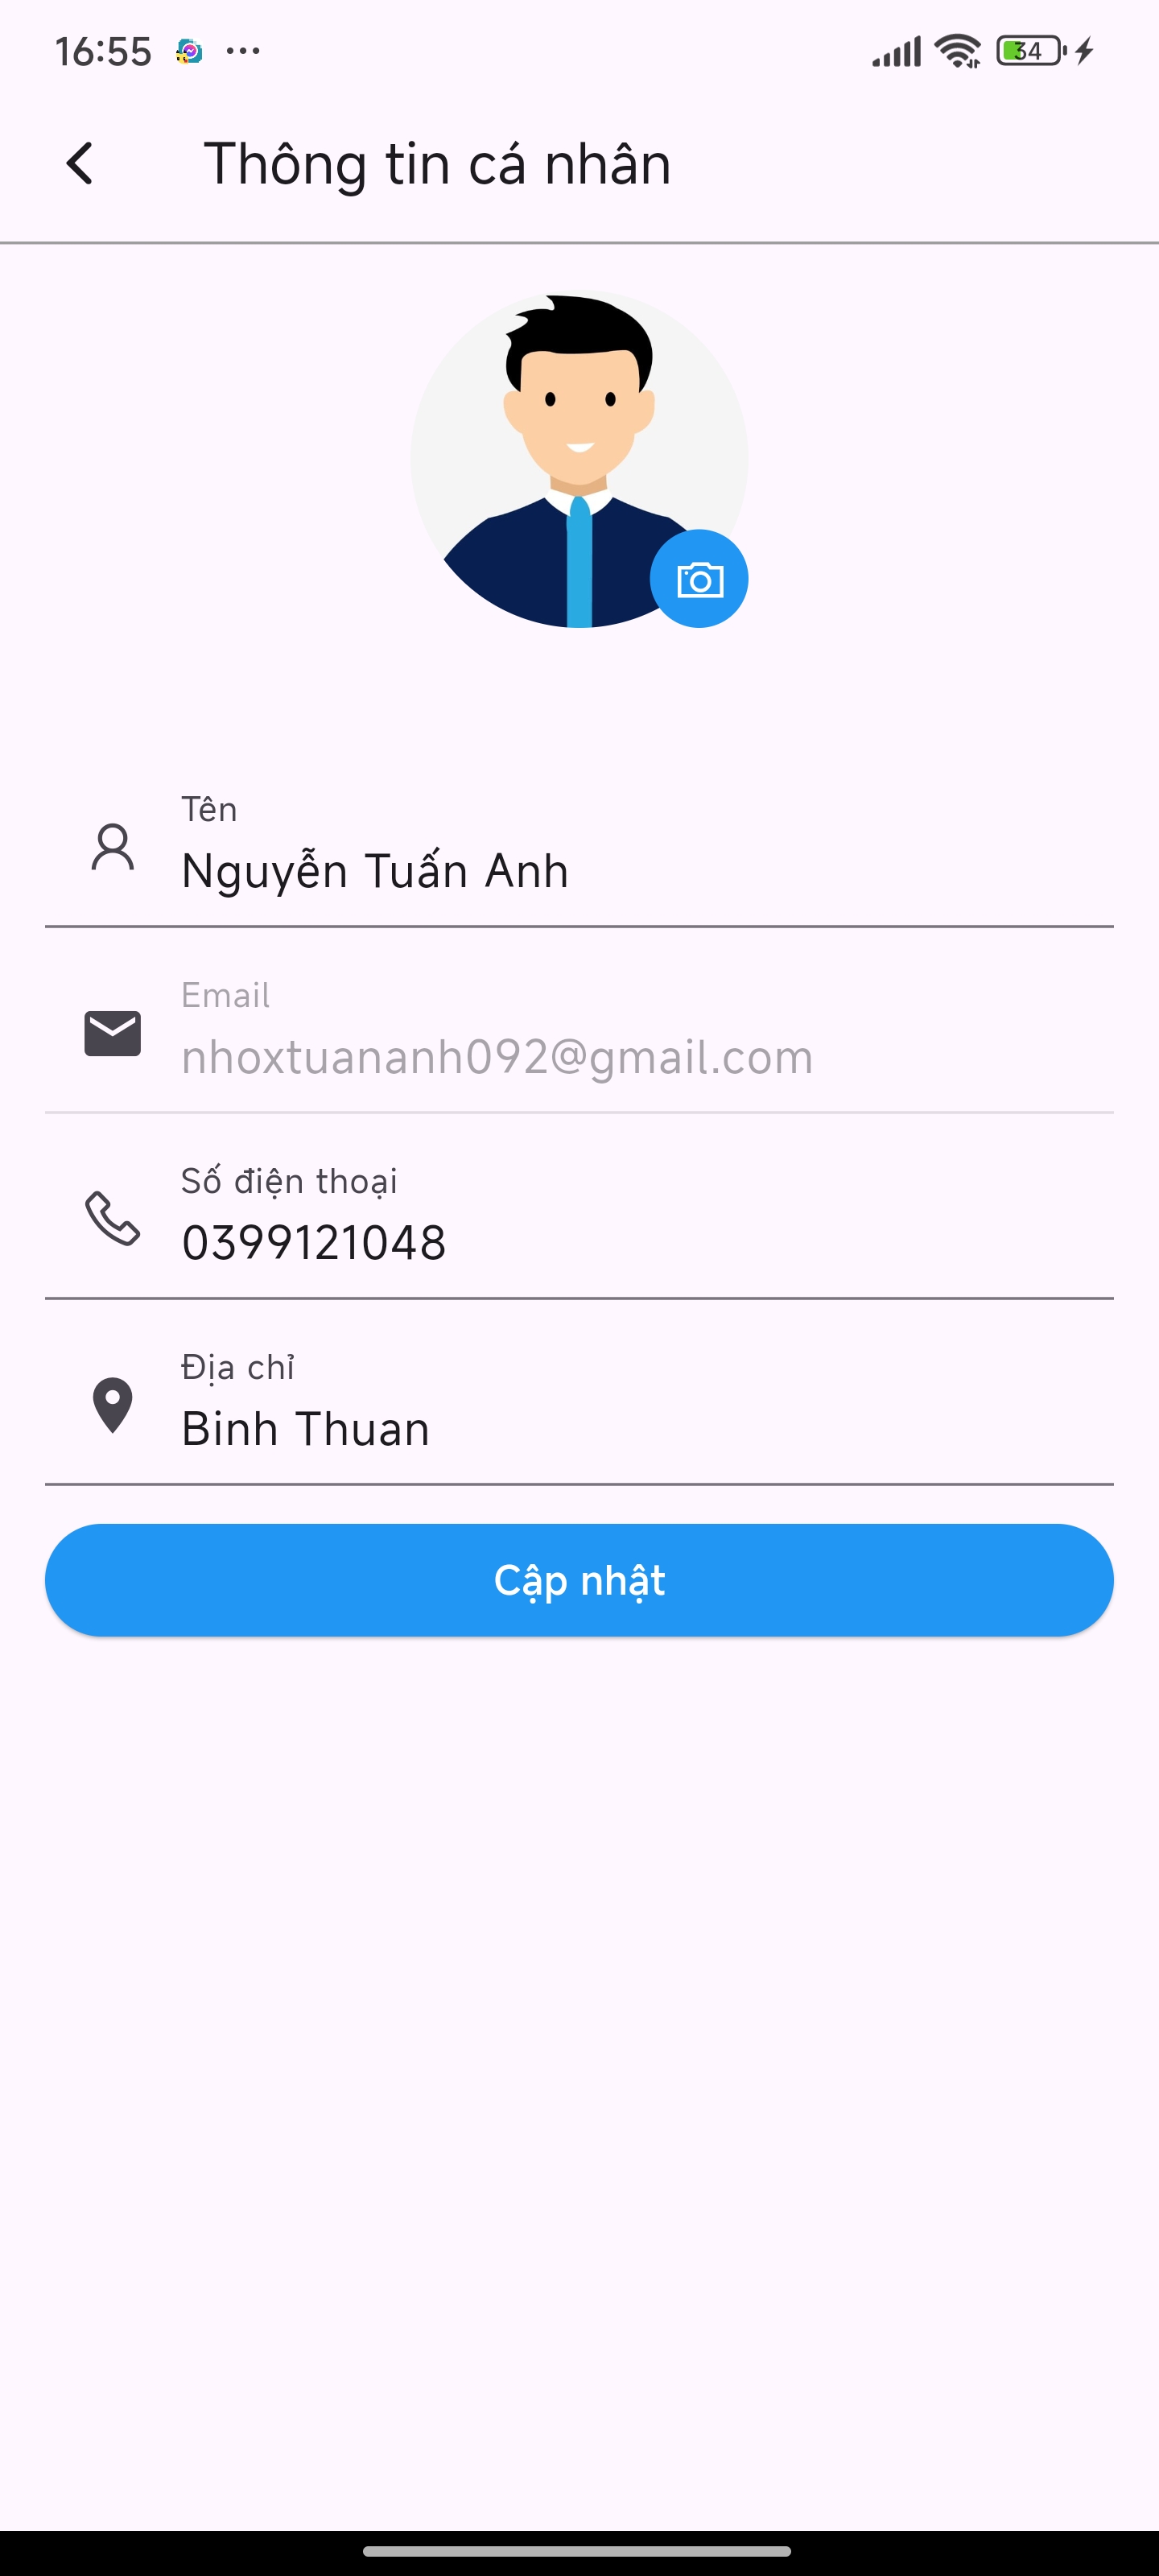 16:55
34
Thông tin cá nhân
Tên
Nguyễn Tuấn Anh
Email
nhoxtuananh092@gmail.com
Số điện thoại
0399121048
Địa chỉ
Binh Thuan
Cập nhật